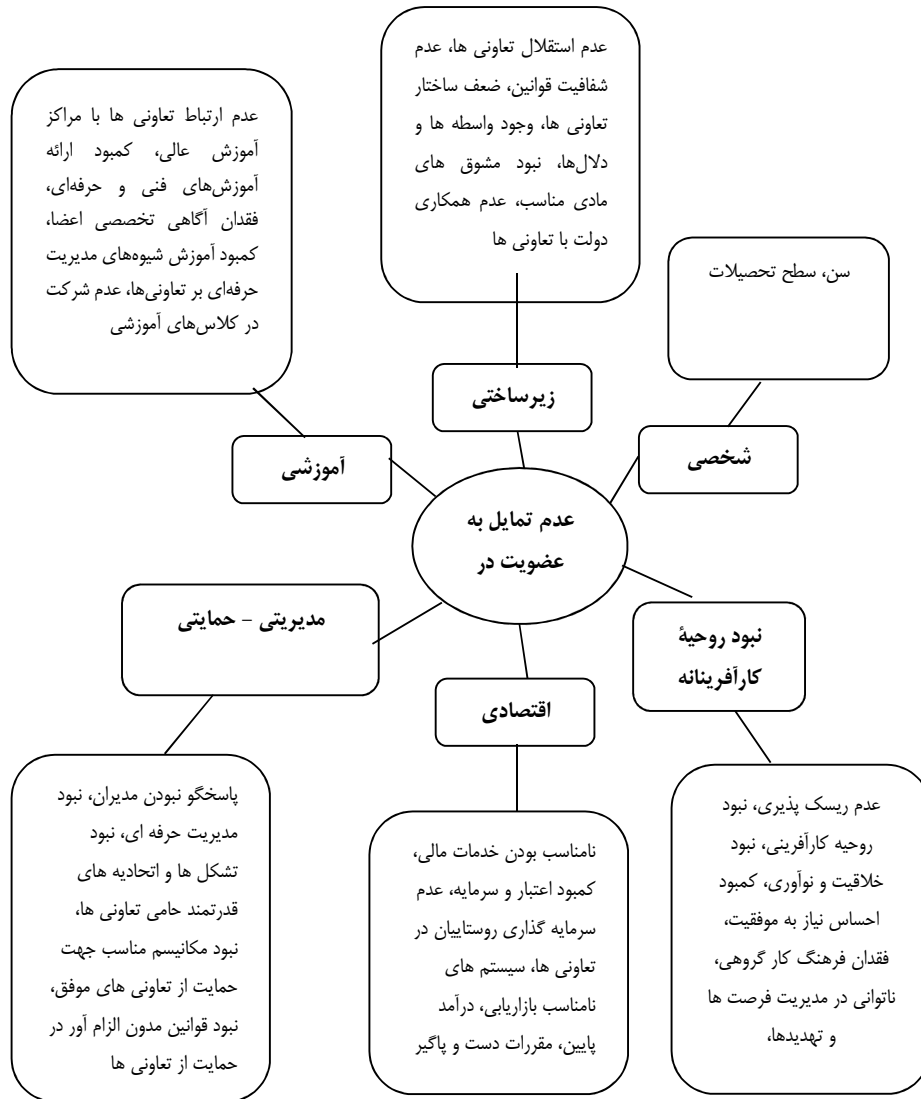 عدم استقلال تعاونی ها، عدم
شفافیت قوانین، ضعف ساختار
تعاونی ها، وجود واسطه ها و
دلال‌ها، نبود مشوق های
مادی مناسب، عدم همکاری
دولت با تعاونی ها
عدم ارتباط تعاونی ها با مراکز
آموزش عالی، کمبود ارائه
آموزش‌های فنی و حرفه‌ای،
فقدان آگاهی تخصصی اعضا،
کمبود آموزش شیوه‌های مدیریت
حرفه‌ای بر تعاونی‌ها، عدم شرکت
در کلاس‌های آموزشی
سن، سطح تحصیلات
زیرساختی
شخصی
آموزشی
عدم تمایل به
عضویت در
مدیریتی – حمایتی
نبود روحیۀ
کارآفرینانه
اقتصادی
پاسخگو نبودن مدیران، نبود
مدیریت حرفه ای، نبود
تشکل ها و اتحادیه های
قدرتمند حامی تعاونی ها،
نبود مکانیسم مناسب جهت
حمایت از تعاونی های موفق،
نبود قوانین مدون الزام آور در
حمایت از تعاونی ها
نامناسب بودن خدمات مالی،
کمبود اعتبار و سرمایه، عدم
سرمایه گذاری روستاییان در
تعاونی ها، سیستم های
نامناسب بازاریابی، درآمد
پایین، مقررات دست و پاگیر
عدم ریسک پذیری، نبود
روحیه کارآفرینی، نبود
خلاقیت و نوآوری، کمبود
احساس نیاز به موفقیت،
فقدان فرهنگ کار گروهی،
ناتوانی در مدیریت فرصت ها
و تهدیدها،